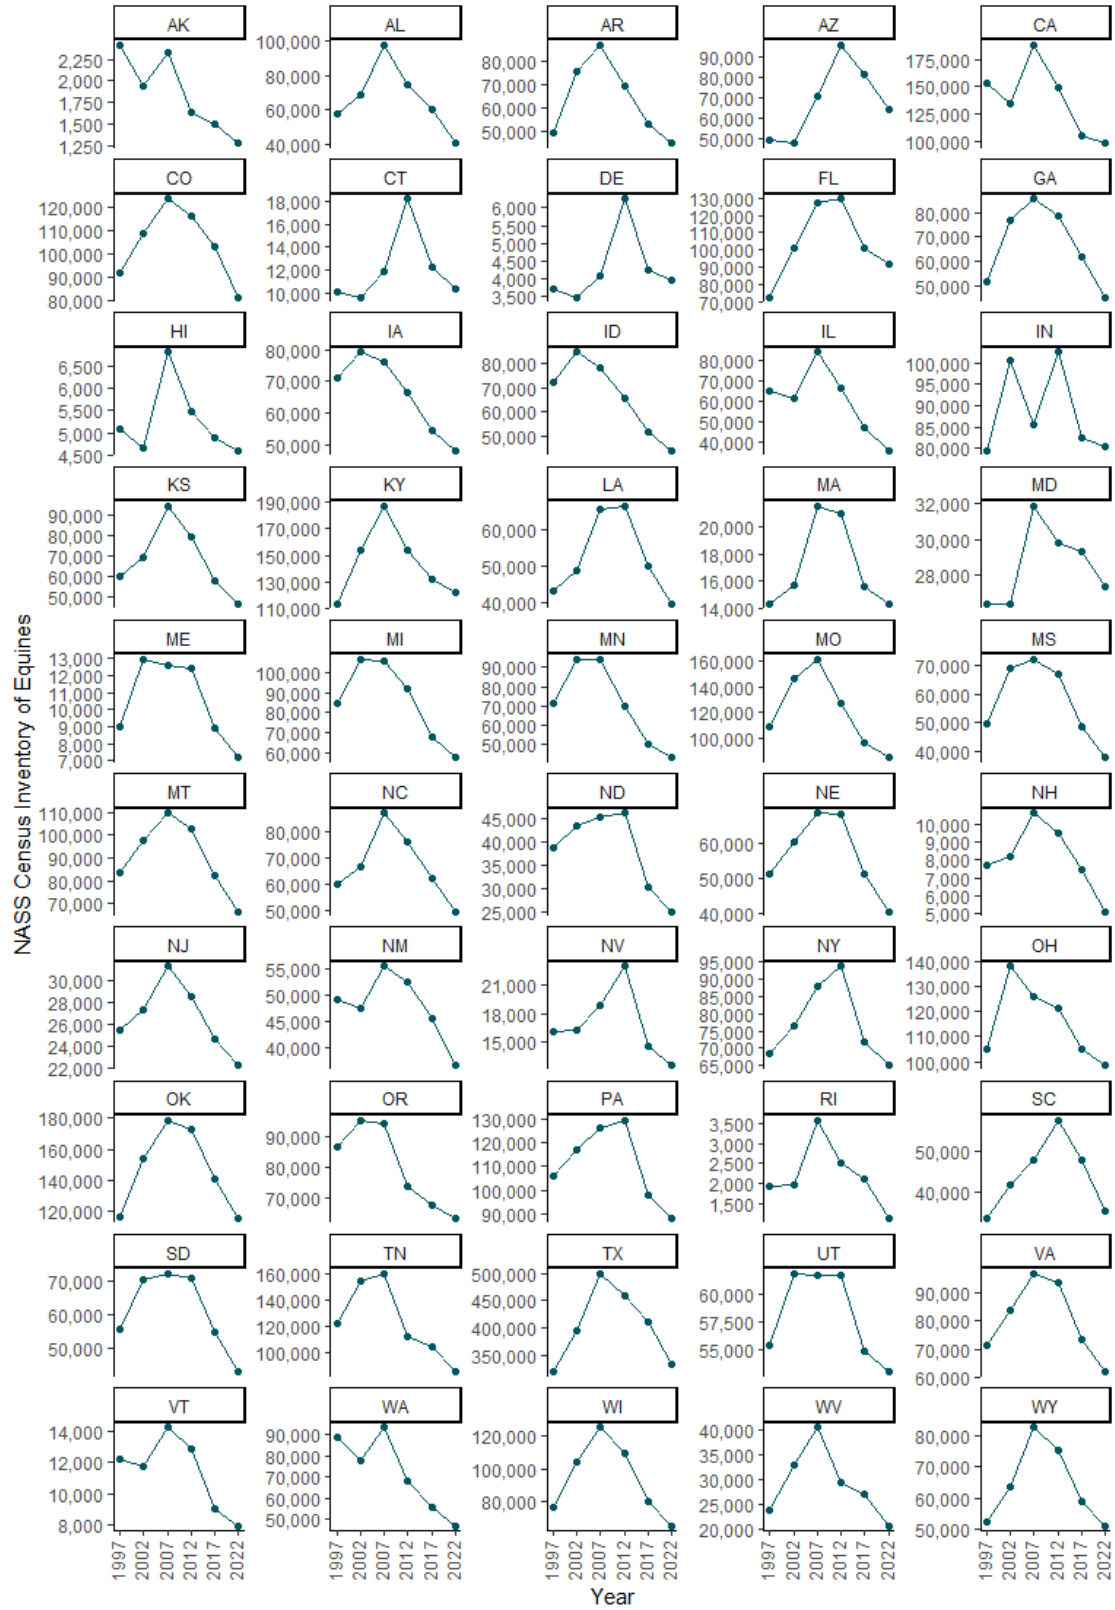 AK AL AR AZ CA
2,250 2,000 1,750 1,500 1,250
100,000 80,000 60,000 40,000
80,000 70,000 60,000 50,000
90,000 80,000 70,000 60,000 50,000
175,000 150,000 125,000 100,000
CO CT DE FL GA
120,000 110,000 100,000 90,000 80,000
18,000 16,000 14,000 12,000 10,000
6,000 5,500 5,000 4,500 4,000 3,500
130,000 120,000 110,000 100,000 90,000 80,000 70,000
80,000 70,000 60,000 50,000
HI IA ID IL IN
6,500 6,000 5,500 5,000 4,500
80,000 70,000 60,000 50,000
80,000 70,000 60,000 50,000
80,000 70,000 60,000 50,000 40,000
100,000 95,000 90,000 85,000 80,000
KS KY LA MA MD
90,000 80,000 70,000 60,000 50,000
190,000 170,000 150,000 130,000 110,000
60,000 50,000 40,000
20,000 18,000 16,000 14,000
32,000 30,000 28,000
ME MI MN MO MS
13,000 12,000 11,000 10,000 9,000 8,000 7,000
100,000 90,000 80,000 70,000 60,000
90,000 80,000 70,000 60,000 50,000
160,000 140,000 120,000 100,000
70,000 60,000 50,000 40,000
MT NC ND NE NH
110,000 100,000 90,000 80,000 70,000
80,000 70,000 60,000 50,000
45,000 40,000 35,000 30,000 25,000
60,000 50,000 40,000
10,000 9,000 8,000 7,000 6,000 5,000
NJ NM NV NY OH
30,000 28,000 26,000 24,000 22,000
55,000 50,000 45,000 40,000
21,000 18,000 15,000
95,000 90,000 85,000 80,000 75,000 70,000 65,000
140,000 130,000 120,000 110,000 100,000
OK OR PA RI SC
180,000 160,000 140,000 120,000
90,000 80,000 70,000
130,000 120,000 110,000 100,000 90,000
3,500 3,000 2,500 2,000 1,500
50,000 40,000
SD TN TX UT VA
70,000 60,000 50,000
160,000 140,000 120,000 100,000
500,000 450,000 400,000 350,000
60,000 57,500 55,000
90,000 80,000 70,000 60,000
VT WA WI WV WY
14,000 12,000 10,000 8,000
90,000 80,000 70,000 60,000 50,000
120,000 100,000 80,000
40,000 35,000 30,000 25,000 20,000
80,000 70,000 60,000 50,000
1997 2002 2007 2012 2017 2022
1997 2002 2007 2012 2017 2022
1997 2002 2007 2012 2017 2022
1997 2002 2007 2012 2017 2022
1997 2002 2007 2012 2017 2022
Year
NASS Census Inventory of Equines